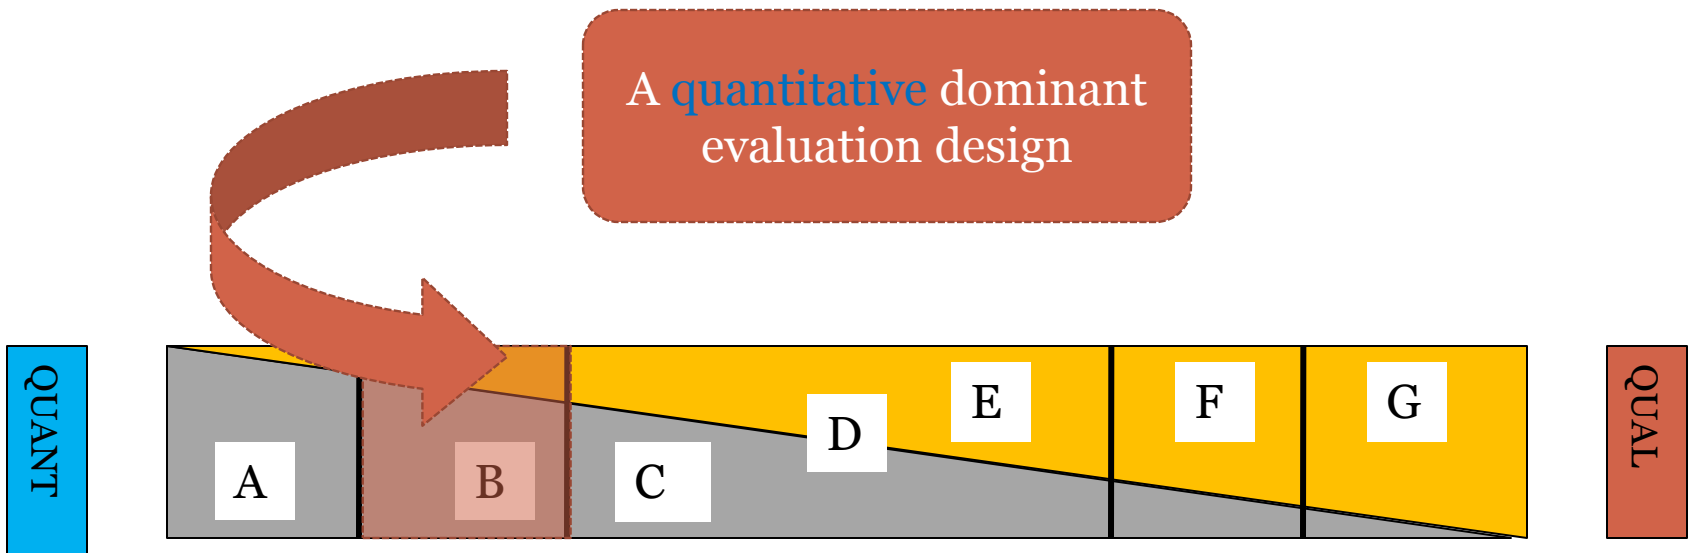 A quantitative dominant
evaluation design
QUANT
A
B
C
D
E
F
G
QUAL